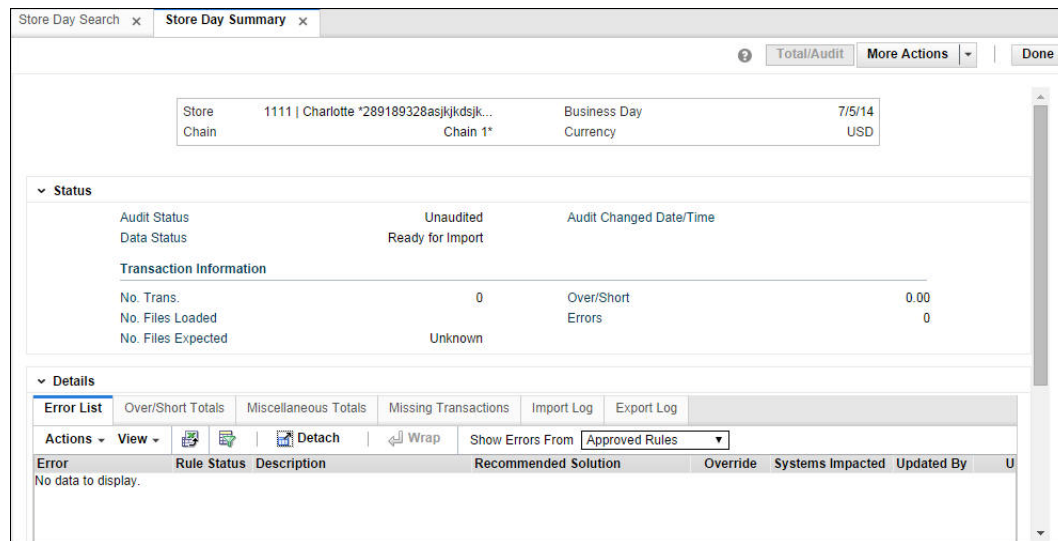 Store Day Search x Store Day Summary x
? Total/Audit More Actions Done
Store 1111 | Charlotte *289189328asjkjkdsjk... Business Day 7/5/14
Chain Chain 1* Currency USD
Status
Audit Status Unaudited Audit Changed Date/Time
Data Status Ready for Import
Transaction Information
No. Trans. 0 Over/Short 0.00
No. Files Loaded Errors 0
No. Files Expected Unknown
Details
Error List Over/Short Totals Miscellaneous Totals Missing Transactions Import Log Export Log
Actions View Detach Wrap Show Errors From Approved Rules
Error Rule Status Description Recommended Solution Override Systems Impacted Updated By U
No data to display.